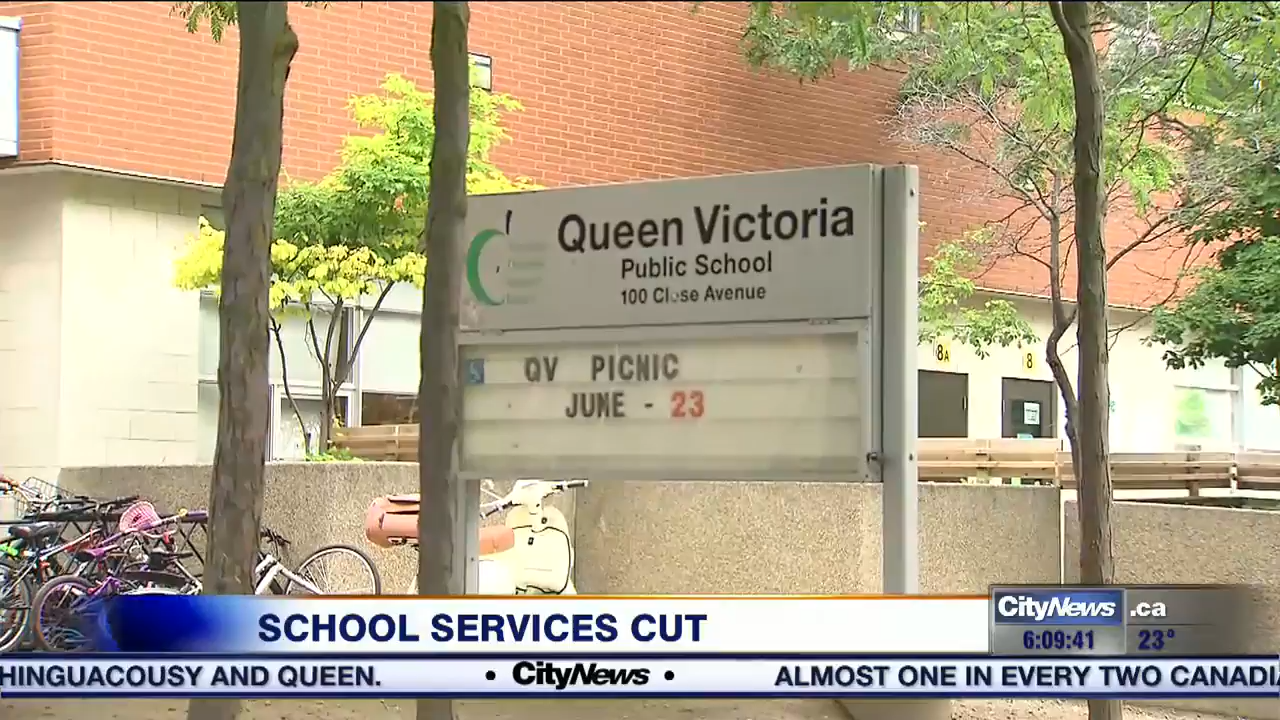 Queen Victoria
Public School
100 Close Avenue
QV PICNIC
JUNE - 23
8A
8
SCHOOL SERVICES CUT
CityNews .ca
6:09:41 23°
HINGUACOUSY AND QUEEN. • CityNews • ALMOST ONE IN EVERY TWO CANADI